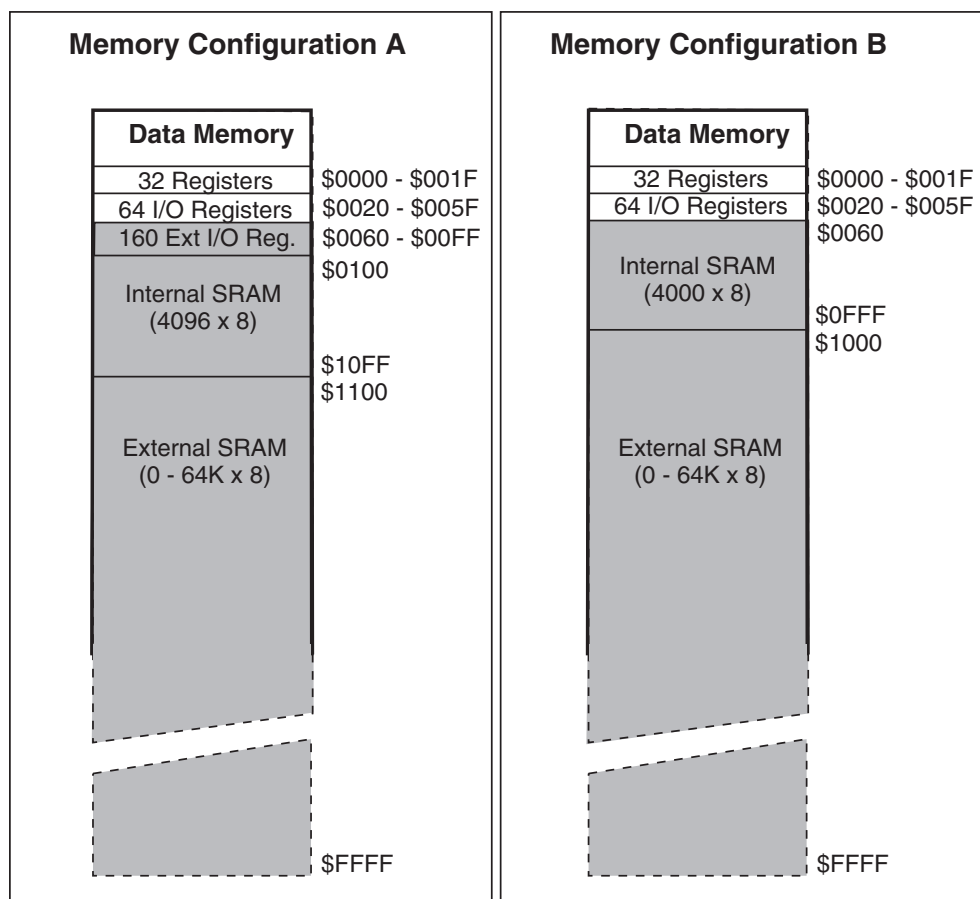 Memory Configuration A
Data Memory
32 Registers
$0000 - $001F
64 I/O Registers
$0020 - $005F
160 Ext I/O Reg.
$0060 - $00FF
$0100
Internal SRAM
(4096 x 8)
$10FF
$1100
External SRAM
(0 - 64K x 8)
$FFFF
Memory Configuration B
Data Memory
32 Registers
$0000 - $001F
64 I/O Registers
$0020 - $005F
$0060
Internal SRAM
(4000 x 8)
$0FFF
$1000
External SRAM
(0 - 64K x 8)
$FFFF